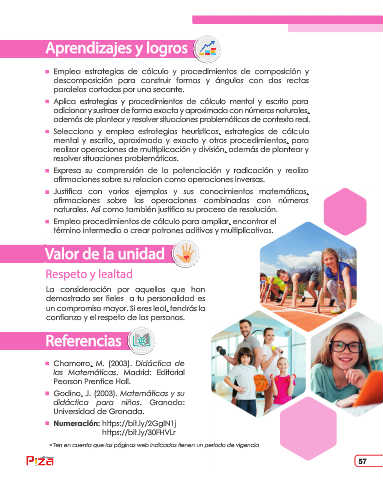 Aprendizajes y logros
Emplea estrategias de cálculo y procedimientos de composición y
descomposición para construir formas y ángulos con dos rectas
paralelas cortadas por una secante.
Aplica estrategias y procedimientos de cálculo mental y escrito para
adicionar y sustraer de forma exacta y aproximada con números naturales,
además de plantear y resolver situaciones problemáticas de contexto real.
Selecciona y emplea estrategias heurísticas, estrategias de cálculo
mental y escrito, aproximado y exacto y otros procedimientos, para
realizar operaciones de multiplicación y división, además de plantear y
resolver situaciones problemáticas.
Expresa su comprensión de la potenciación y radicación y realiza
afirmaciones sobre su relacion como operaciones inversas.
Justifica con varios ejemplos y sus conocimientos matemáticos,
afirmaciones sobre las operaciones combinadas con números
naturales. Así como también justifica su proceso de resolución.
Emplea procedimientos de cálculo para ampliar, encontrar el
término intermedio o crear patrones aditivos y multiplicativos.
Valor de la unidad
Respeto y lealtad
La consideración por aquellos que han
demostrado ser fieles a tu personalidad es
un compromiso mayor. Si eres leal, tendrás la
confianza y el respeto de las personas.
Referencias
Chamorro, M. (2003). Didáctica de
las Matemáticas. Madrid: Editorial
Pearson Prentice Hall.
Godino, J. (2003). Matemáticas y su
didáctica para niños. Granada:
Universidad de Granada.
Numeración: https://bit.ly/2GglN1j
https://bit.ly/30FHVLr
*Ten en cuenta que las páginas web indicadas tienen un periodo de vigencia
Piza
57